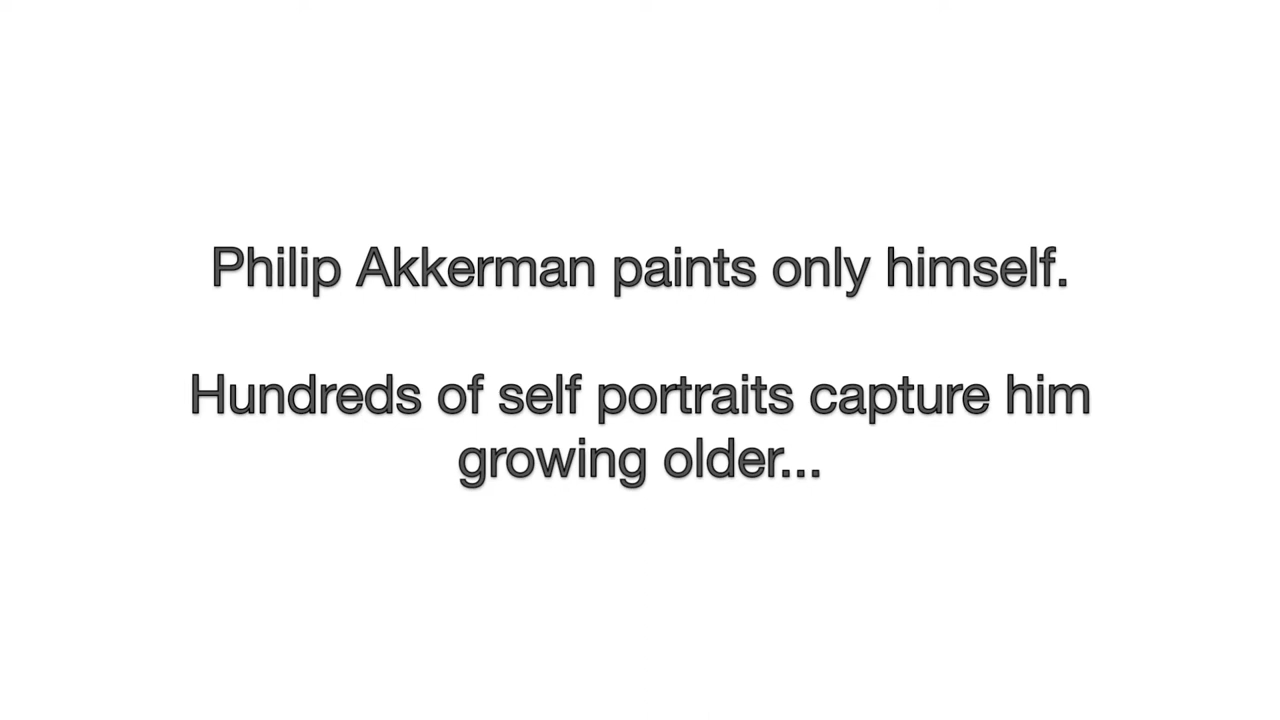 Philip Akkerman paints only himself.
Hundreds of self portraits capture him
growing older...